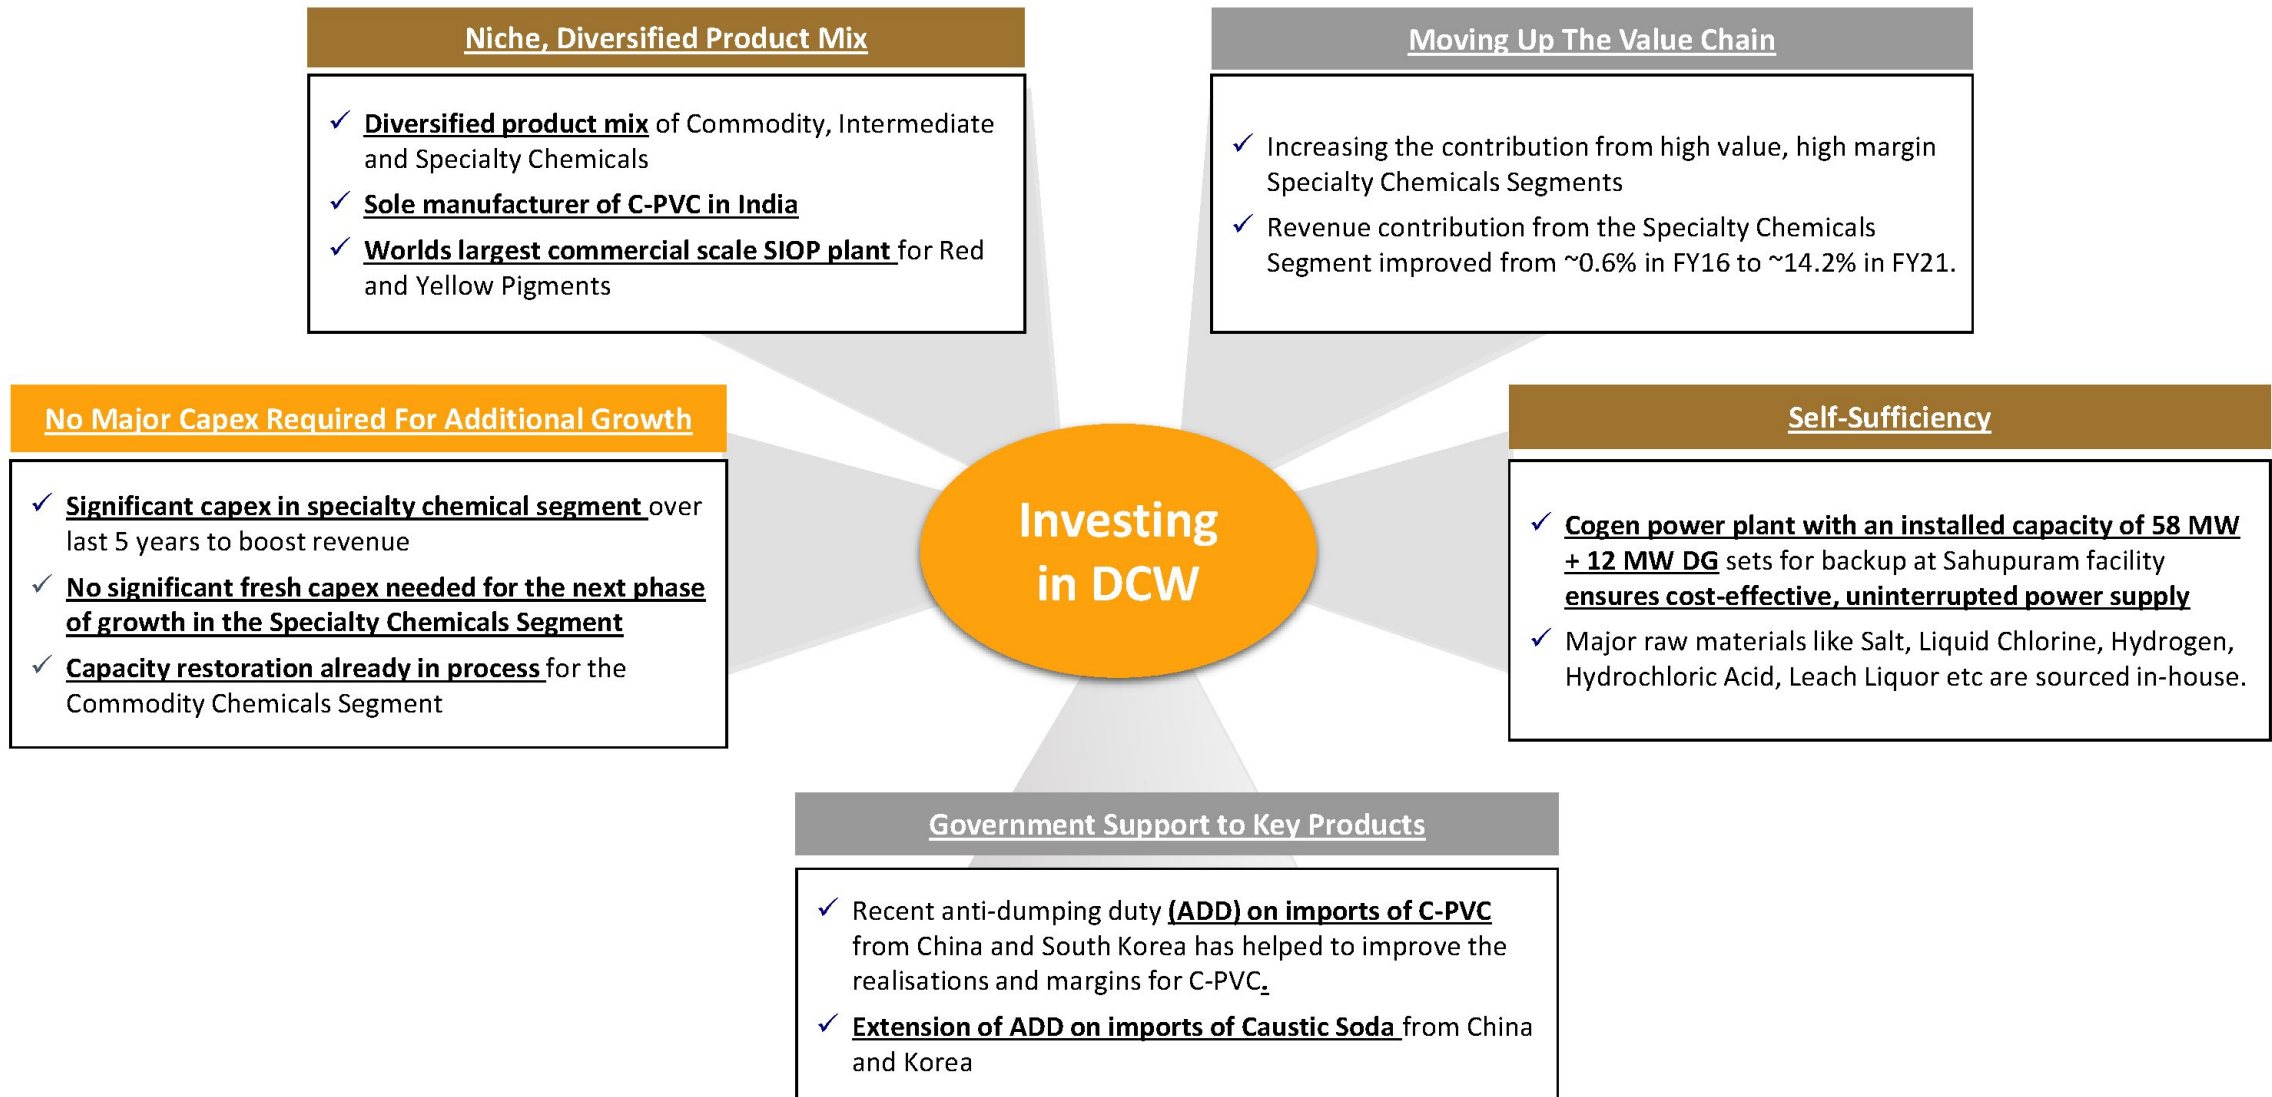 Niche, Diversified Product Mix
✓ Diversified product mix of Commodity, Intermediate
and Specialty Chemicals
✓ Sole manufacturer of C-PVC in India
✓ Worlds largest commercial scale SIOP plant for Red
and Yellow Pigments
Moving Up The Value Chain
✓ Increasing the contribution from high value, high margin
Specialty Chemicals Segments
✓ Revenue contribution from the Specialty Chemicals
Segment improved from ~0.6% in FY16 to ~14.2% in FY21.
No Major Capex Required For Additional Growth
✓ Significant capex in specialty chemical segment over
last 5 years to boost revenue
✓ No significant fresh capex needed for the next phase
of growth in the Specialty Chemicals Segment
✓ Capacity restoration already in process for the
Commodity Chemicals Segment
Investing
in DCW
Self-Sufficiency
✓ Cogen power plant with an installed capacity of 58 MW
+ 12 MW DG sets for backup at Sahupuram facility
ensures cost-effective, uninterrupted power supply
✓ Major raw materials like Salt, Liquid Chlorine, Hydrogen,
Hydrochloric Acid, Leach Liquor etc are sourced in-house.
Government Support to Key Products
✓ Recent anti-dumping duty (ADD) on imports of C-PVC
from China and South Korea has helped to improve the
realisations and margins for C-PVC.
✓ Extension of ADD on imports of Caustic Soda from China
and Korea